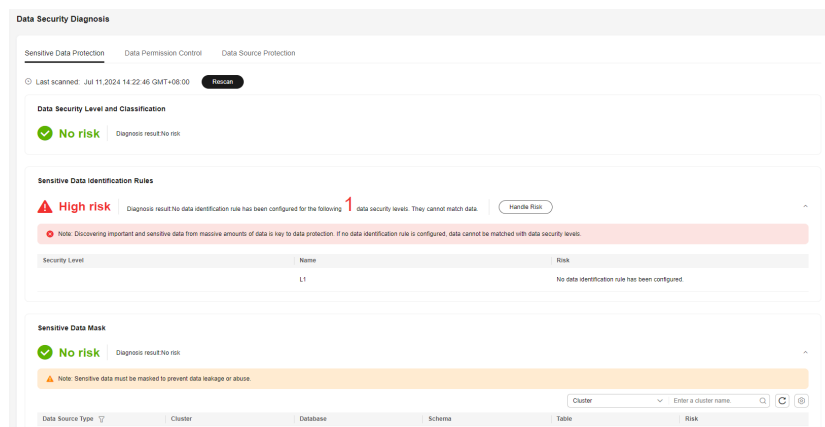 Data Security Diagnosis
Sensitive Data Protection Data Permission Control Data Source Protection
Last scanned: Jul 11,2024 14:22:46 GMT+08:00 Rescan
Data Security Level and Classification
No risk Diagnosis result:No risk
Sensitive Data Identification Rules
High risk Diagnosis result:No data identification rule has been configured for the following 1 data security levels. They cannot match data. Handle Risk
Note: Discovering important and sensitive data from massive amounts of data is key to data protection. If no data identification rule is configured, data cannot be matched with data security levels.
Security Level Name Risk
L1 No data identification rule has been configured.
Sensitive Data Mask
No risk Diagnosis result:No risk
Note: Sensitive data must be masked to prevent data leakage or abuse.
Cluster Enter a cluster name.
Data Source Type Cluster Database Schema Table Risk